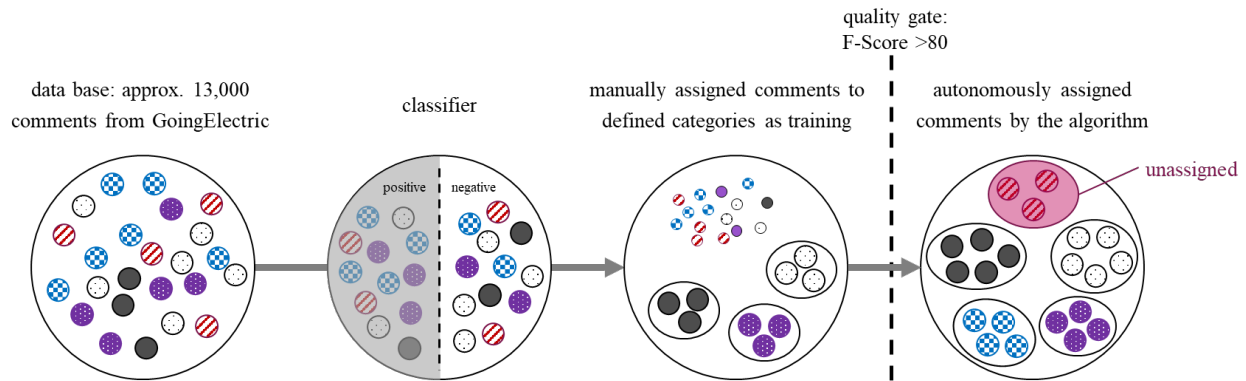 quality gate:
F-Score >80
data base: approx. 13,000
comments from GoingElectric
classifier
manually assigned comments to
defined categories as training
autonomously assigned
comments by the algorithm
positive
negative
unassigned